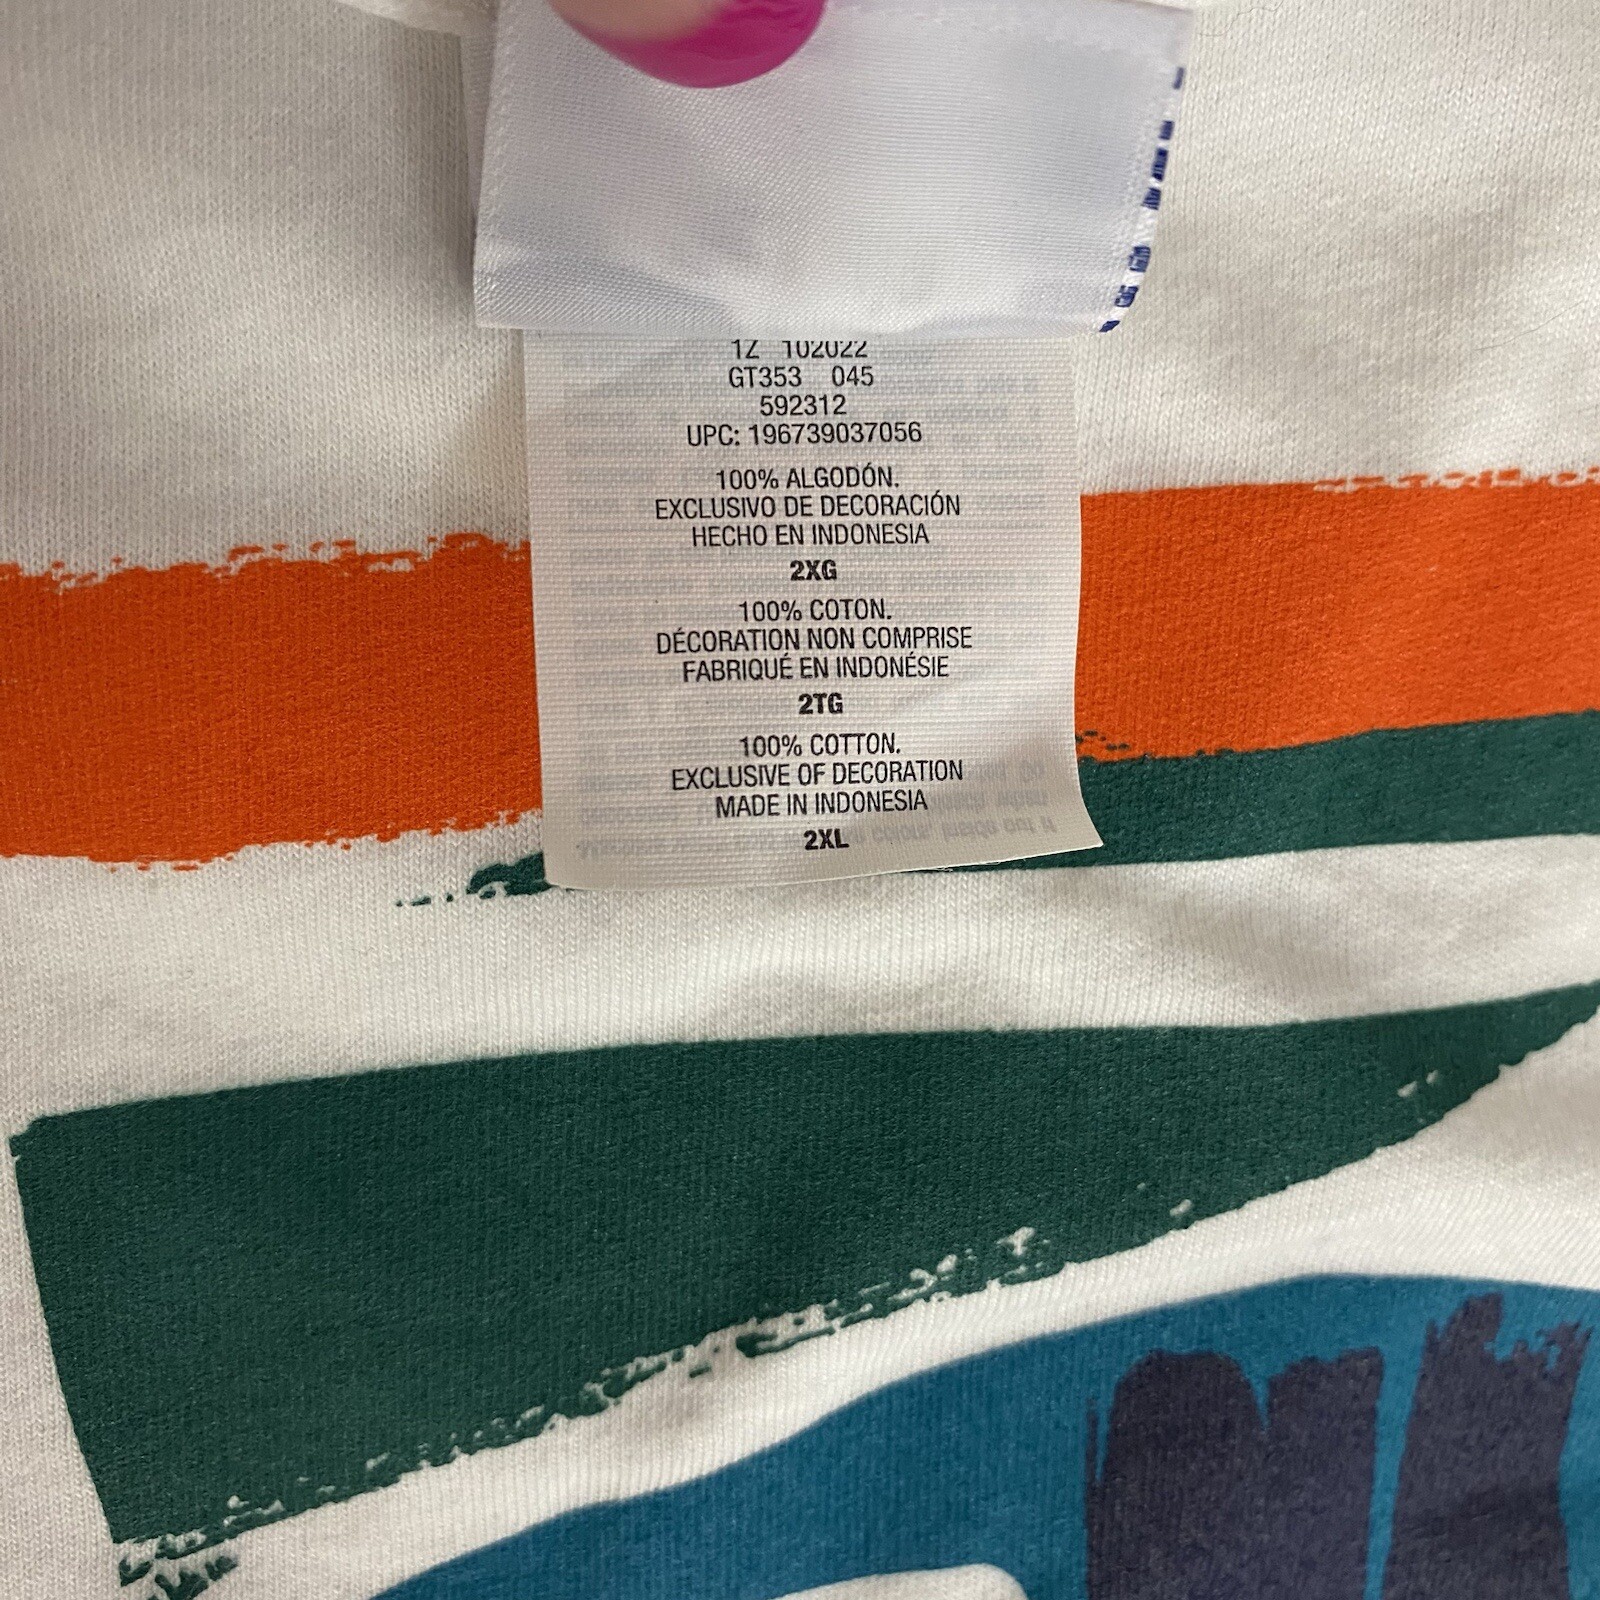 1Z 102022
GT353 045
592312
UPC: 196739037056
100% ALGODÓN.
EXCLUSIVO DE DECORACIÓN
HECHO EN INDONESIA
2XG
100% COTON.
DÉCORATION NON COMPRISE
FABRIQUÉ EN INDONÉSIE
2TG
100% COTTON.
EXCLUSIVE OF DECORATION
MADE IN INDONESIA
2XL